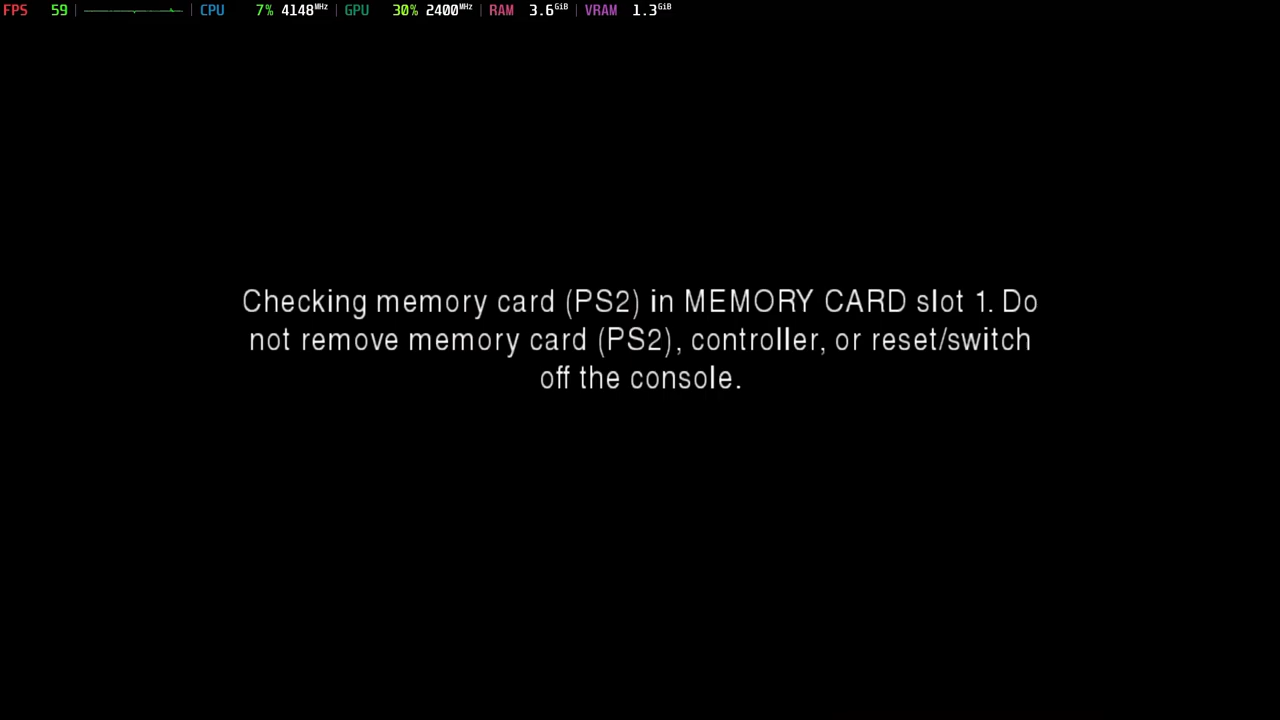 FPS 59 | CPU 7% 4148MHz | GPU 30% 2400MHz | RAM 3.6GiB | VRAM 1.3GiB
Checking memory card (PS2) in MEMORY CARD slot 1. Do
not remove memory card (PS2), controller, or reset/switch
off the console.